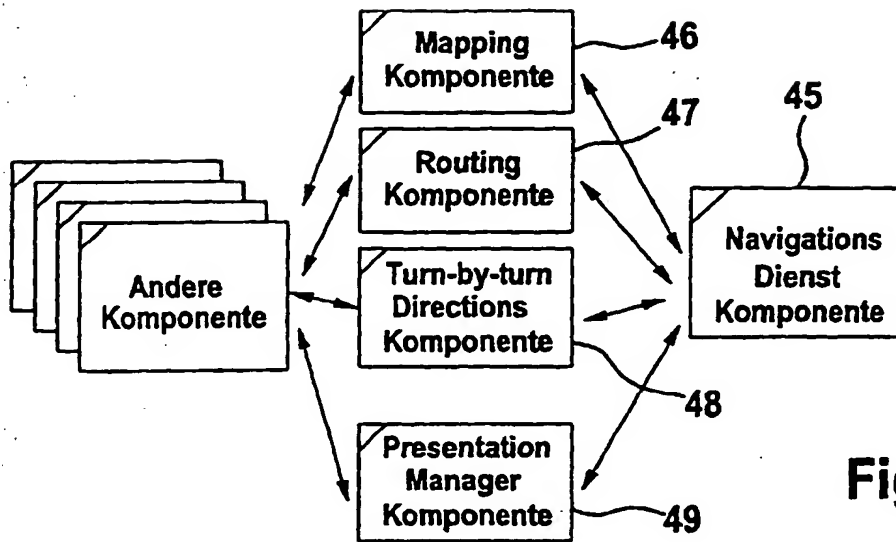 Mapping
Komponente
46
Routing
Komponente
47
Andere
Komponente
Turn-by-turn
Directions
Komponente
48
Presentation
Manager
Komponente
49
45
Navigations
Dienst
Komponente